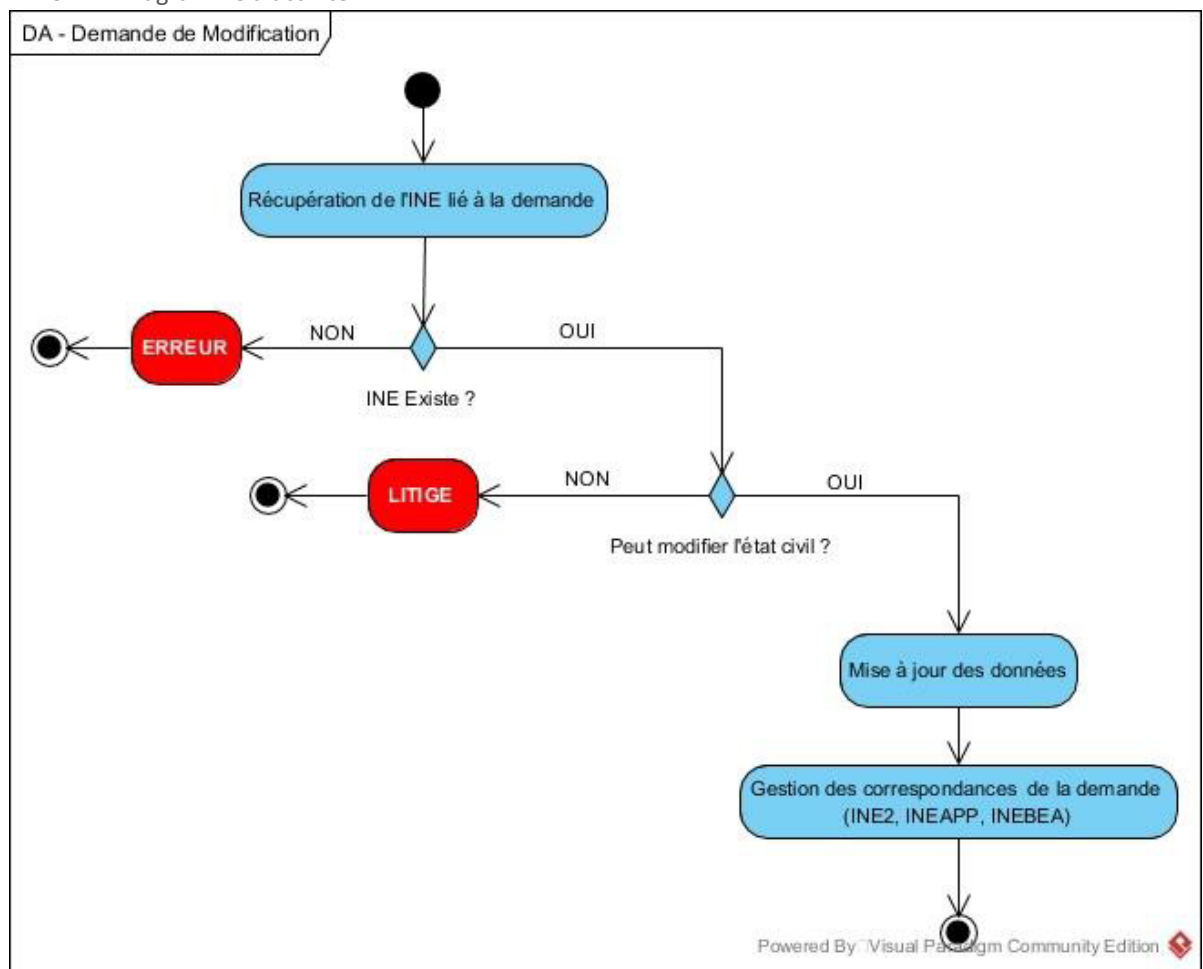 DA - Demande de Modification
Récupération de l'INE lié à la demande
ERREUR
NON
OUI
INE Existe ?
LITIGE
NON
OUI
Peut modifier l'état civil ?
Mise à jour des données
Gestion des correspondances de la demande
(INE2, INEAPP, INEBEA)
Powered By Visual Paradigm Community Edition